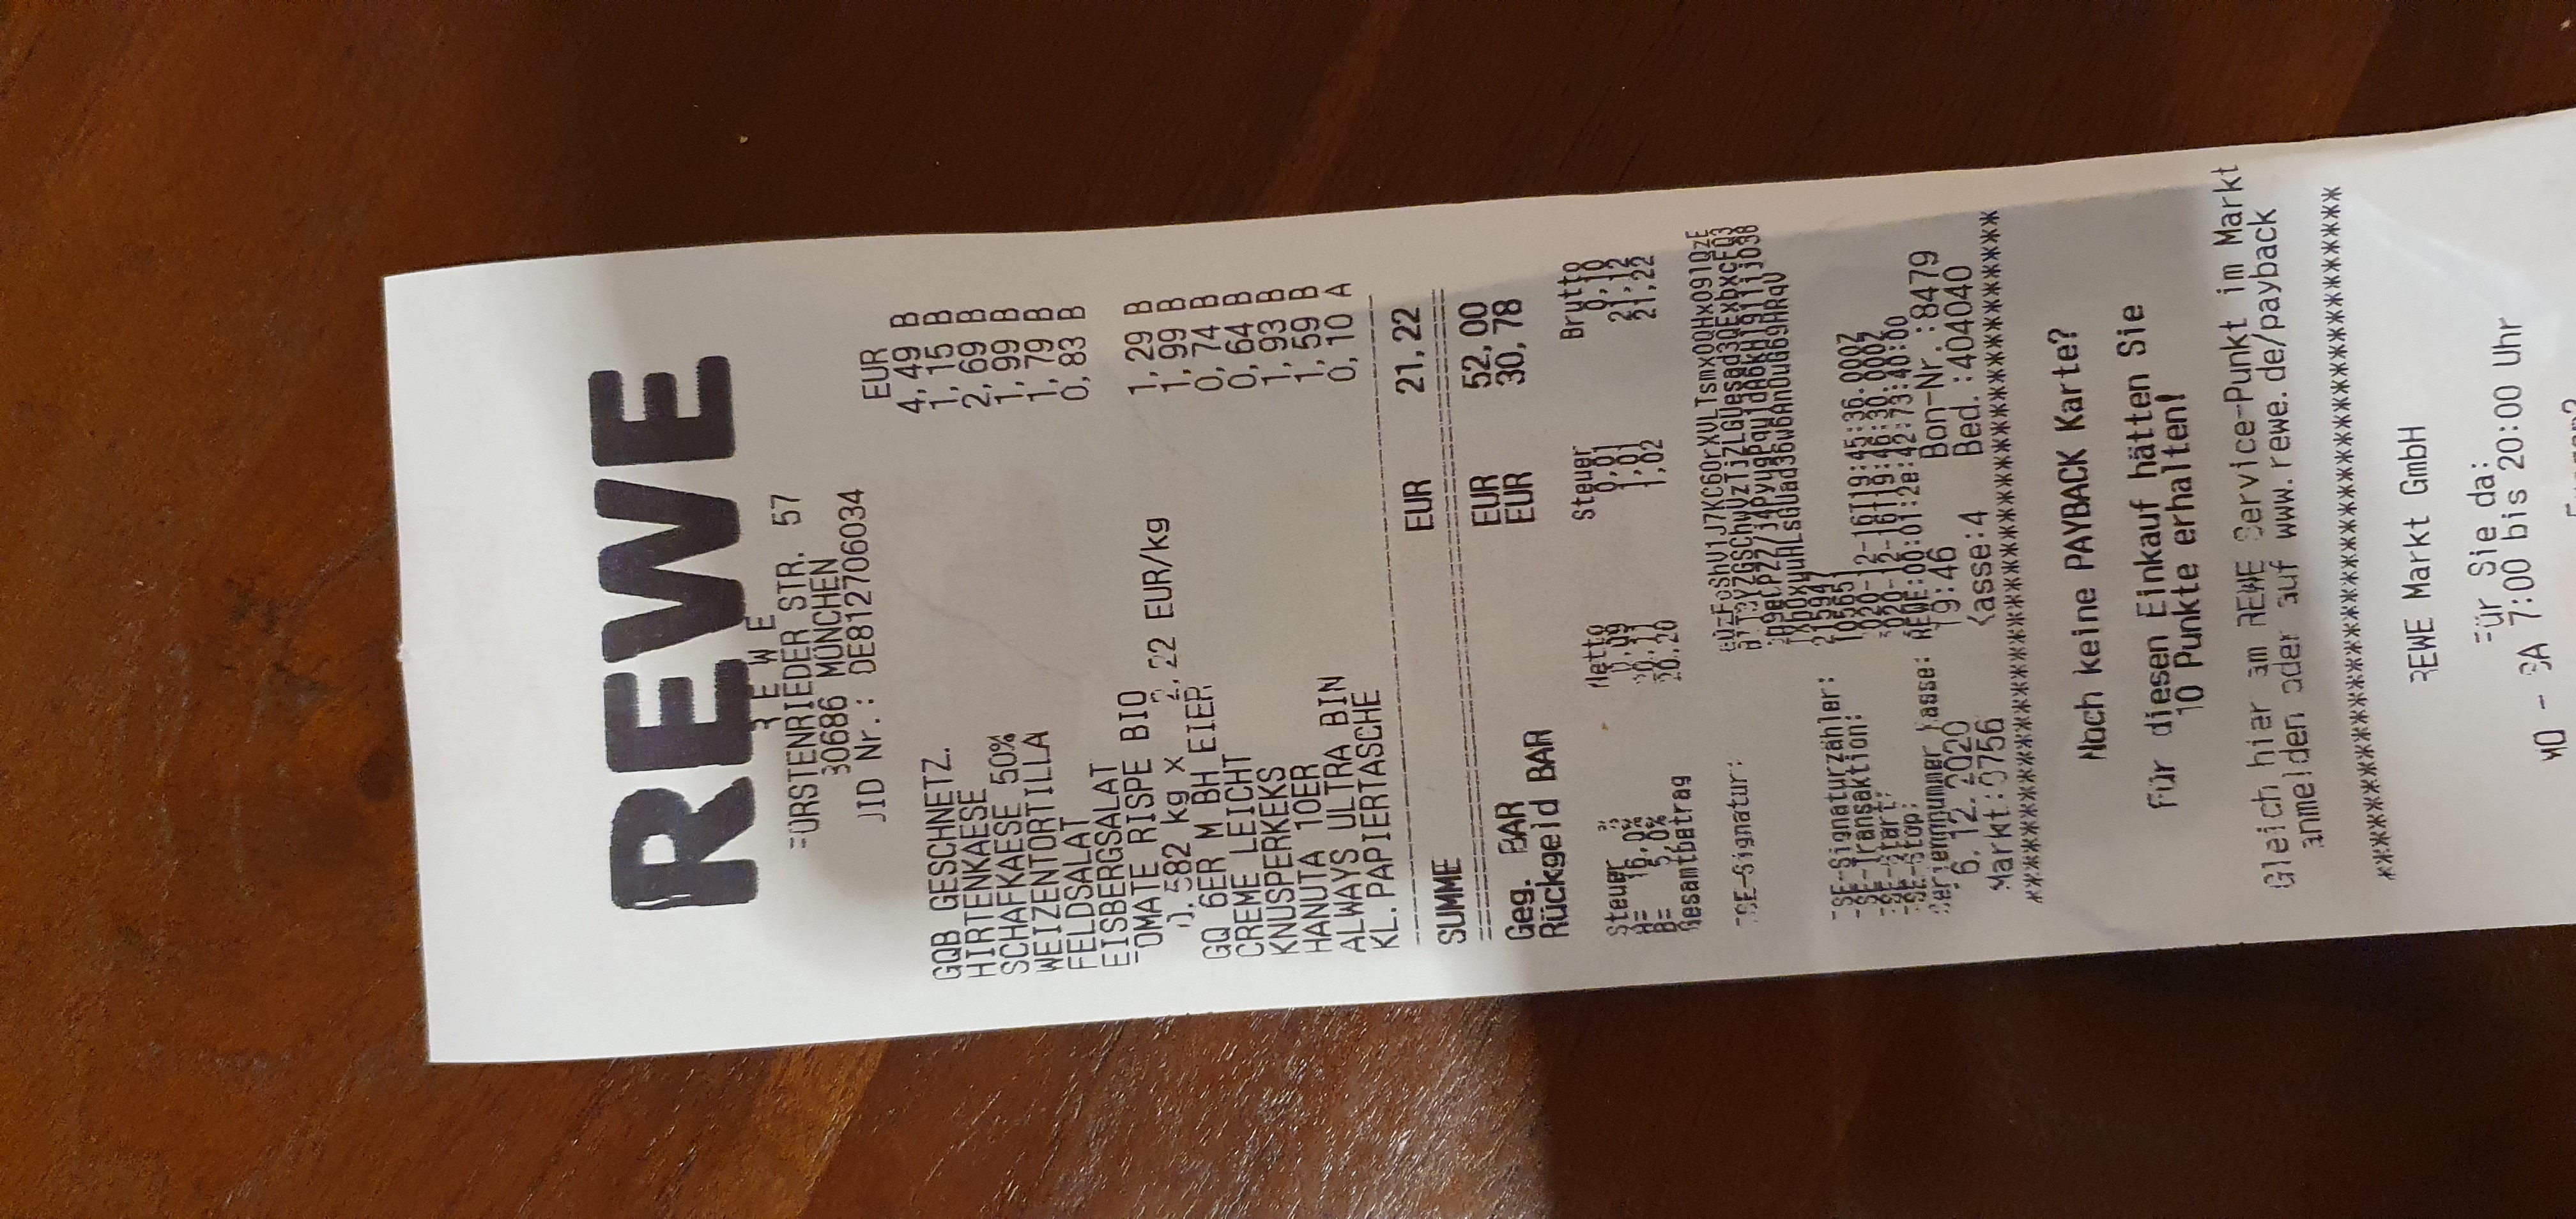 REWE
REWE
FÜRSTENRIEDER STR. 57
80686 MÜNCHEN
UID Nr.: DE812706034
EUR
GQB GESCHNETZ. 4,49 B
HIRTENKAESE 1,15 B
SCHAFKAESE 50% 2,69 B
WEIZENTORTILLA 1,99 B
FELDSALAT 1,79 B
EISBERGSALAT 0,83 B
TOMATE RISPE BIO
0,582 kg x 2,22 EUR/kg 1,29 B
GQ 6ER M BH EIER 1,99 B
CREME LEICHT 0,74 B
KNUSPERKEKS 0,64 B
HANUTA 10ER 1,93 B
ALWAYS ULTRA BIN 1,59 B
KL.PAPIERTASCHE 0,10 A
SUMME EUR 21,22
Geg. BAR EUR 52,00
Rückgeld BAR EUR 30,78
Steuer % Netto Steuer Brutto
A= 16,0% 0,09 0,01 0,10
B= 5,0% 20,11 1,01 21,12
Gesamtbetrag 20,20 1,02 21,22
TSE-Signatur:
TSE-Signaturzähler: 215947
TSE-Transaktion: 105651
TSE-Start: 2020-12-16T19:45:36.000Z
TSE-Stop: 2020-12-16T19:46:30.000Z
Seriennnummer Kasse: REWE:00:01:2e:42:73:40:00
16.12.2020 19:46 Bon-Nr.:8479
Markt:0756 Kasse:4 Bed.:404040
****************************************
Noch keine PAYBACK Karte?
Für diesen Einkauf hätten Sie
10 Punkte erhalten!
Gleich hier am REWE Service-Punkt im Markt
anmelden oder auf www.rewe.de/payback
****************************************
REWE Markt GmbH
Für Sie da:
MO - SA 7:00 bis 20:00 Uhr